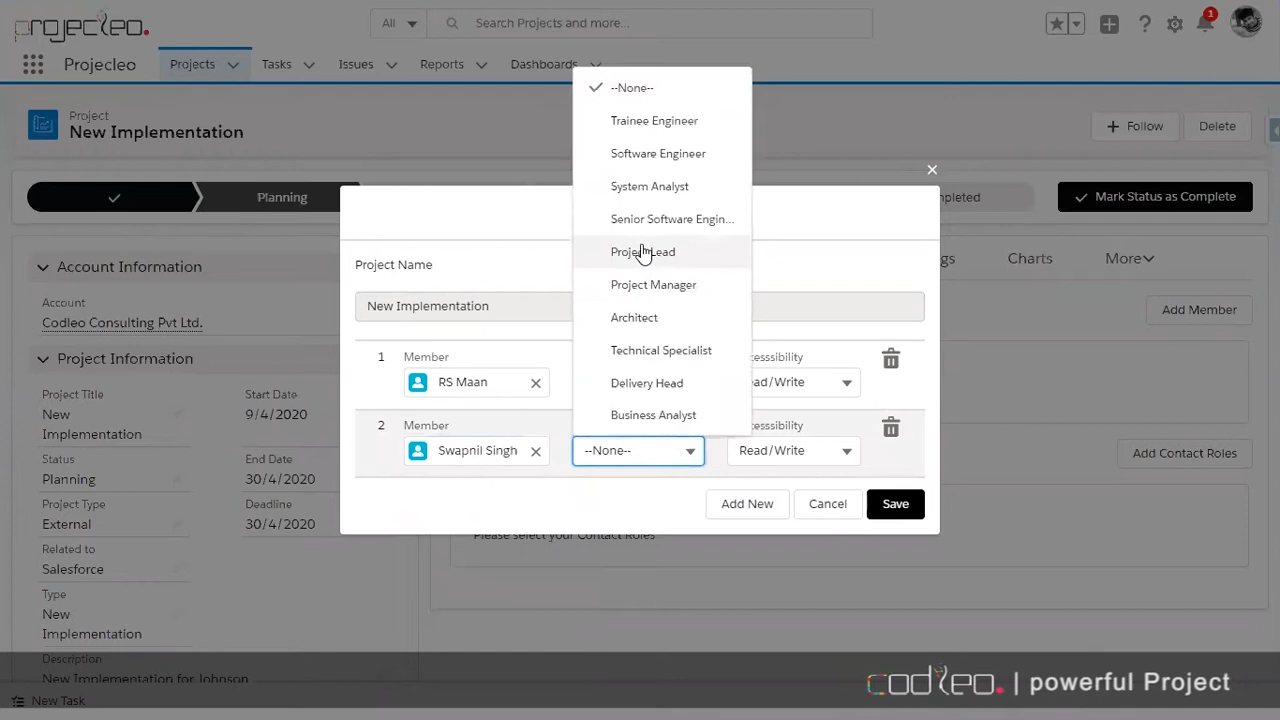 projecleo.
All
Search Projects and more...
1
Projecleo
Projects
Tasks
Issues
Reports
Dashboards
Project
New Implementation
Follow
Delete
Planning
Mark Status as Complete
Account Information
Account
Codleo Consulting Pvt Ltd.
Project Information
Project Title
New
Implementation
Start Date
9/4/2020
Status
Planning
End Date
30/4/2020
Project Type
External
Deadline
30/4/2020
Related to
Salesforce
Type
New
Implementation
Description
New Implementation for Johnson
Charts
More
Add Member
Add Contact Roles
Please select your Contact Roles
Project Name
New Implementation
1
Member
RS Maan
2
Member
Swapnil Singh
--None--
Read/Write
--None--
Trainee Engineer
Software Engineer
System Analyst
Senior Software Engin...
Project Lead
Project Manager
Architect
Technical Specialist
Delivery Head
Business Analyst
Add New
Cancel
Save
New Task
codleo. | powerful Project